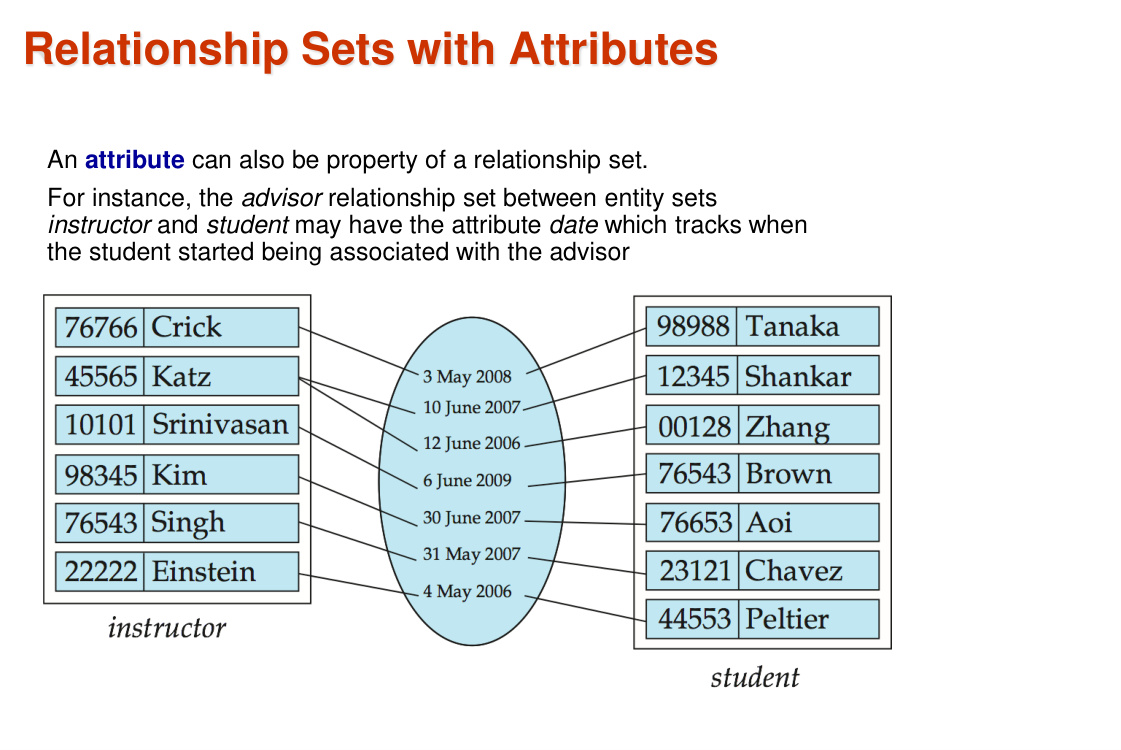 Relationship Sets with Attributes
An attribute can also be property of a relationship set.
For instance, the advisor relationship set between entity sets
instructor and student may have the attribute date which tracks when
the student started being associated with the advisor
76766 Crick
45565 Katz
10101 Srinivasan
98345 Kim
76543 Singh
22222 Einstein
instructor
3 May 2008
10 June 2007
12 June 2006
6 June 2009
30 June 2007
31 May 2007
4 May 2006
98988 Tanaka
12345 Shankar
00128 Zhang
76543 Brown
76653 Aoi
23121 Chavez
44553 Peltier
student